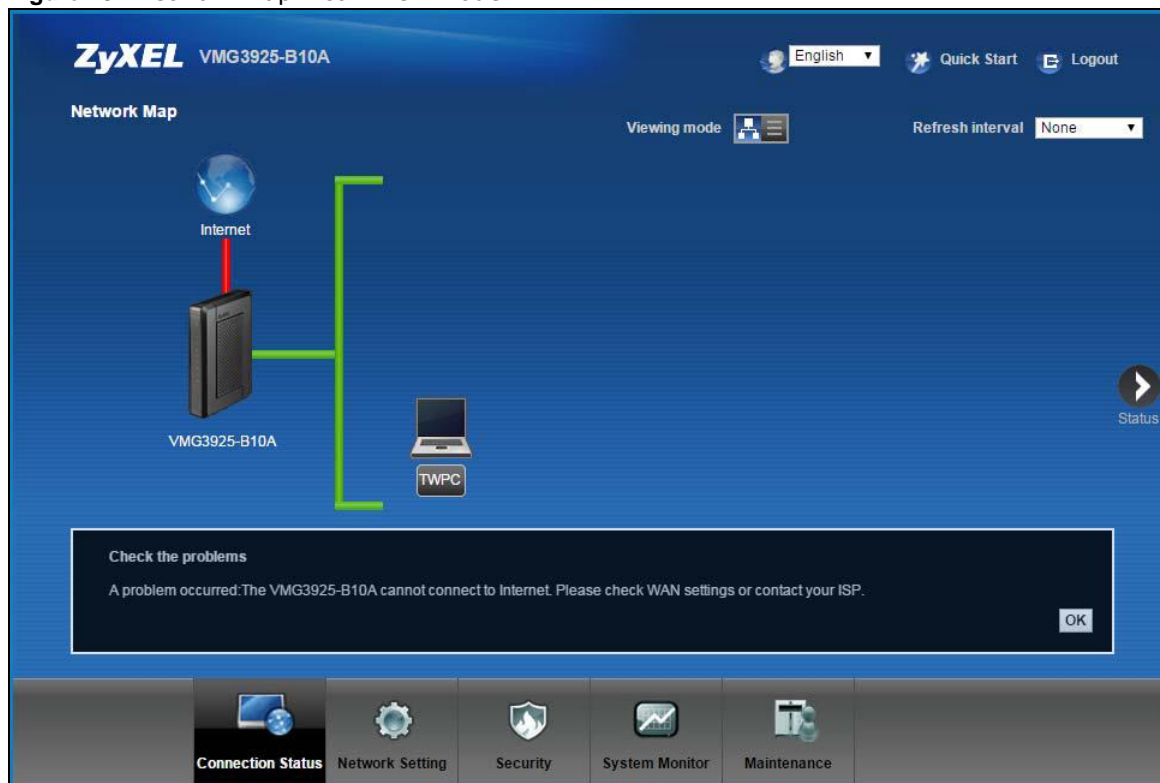 ZyXEL VMG3925-B10A
English
Quick Start
Logout
Network Map
Viewing mode
Refresh interval
None
Internet
VMG3925-B10A
TWPC
Status
Check the problems
A problem occurred:The VMG3925-B10A cannot connect to Internet. Please check WAN settings or contact your ISP.
OK
Connection Status
Network Setting
Security
System Monitor
Maintenance